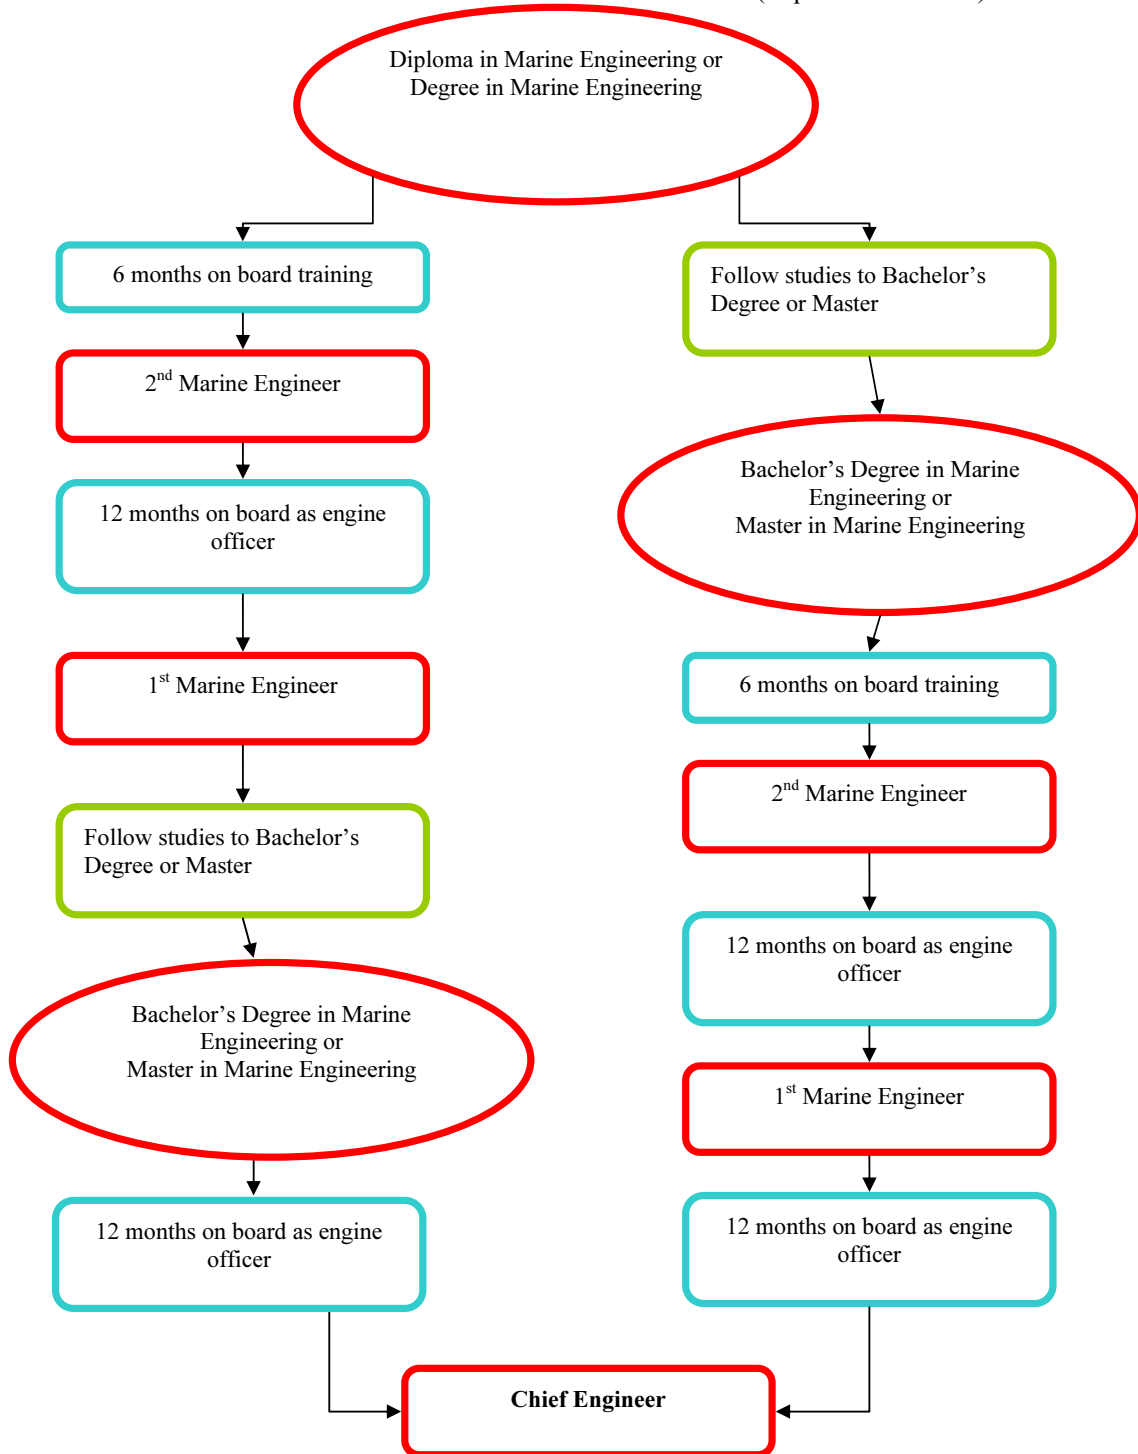 Diploma in Marine Engineering or
Degree in Marine Engineering
6 months on board training
2nd Marine Engineer
12 months on board as engine
officer
1st Marine Engineer
Follow studies to Bachelor’s
Degree or Master
Bachelor’s Degree in Marine
Engineering or
Master in Marine Engineering
12 months on board as engine
officer
Follow studies to Bachelor’s
Degree or Master
Bachelor’s Degree in Marine
Engineering or
Master in Marine Engineering
6 months on board training
2nd Marine Engineer
12 months on board as engine
officer
1st Marine Engineer
12 months on board as engine
officer
Chief Engineer